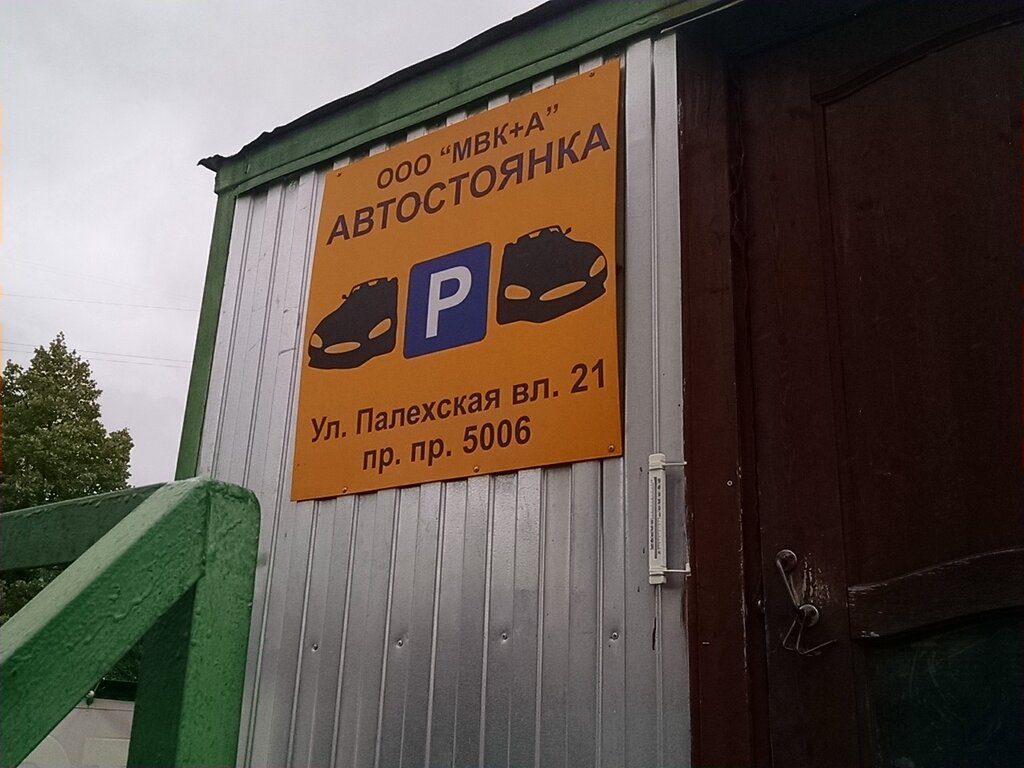 ООО “МВК+А”
АВТОСТОЯНКА
P
Ул. Палехская вл. 21
пр. пр. 5006